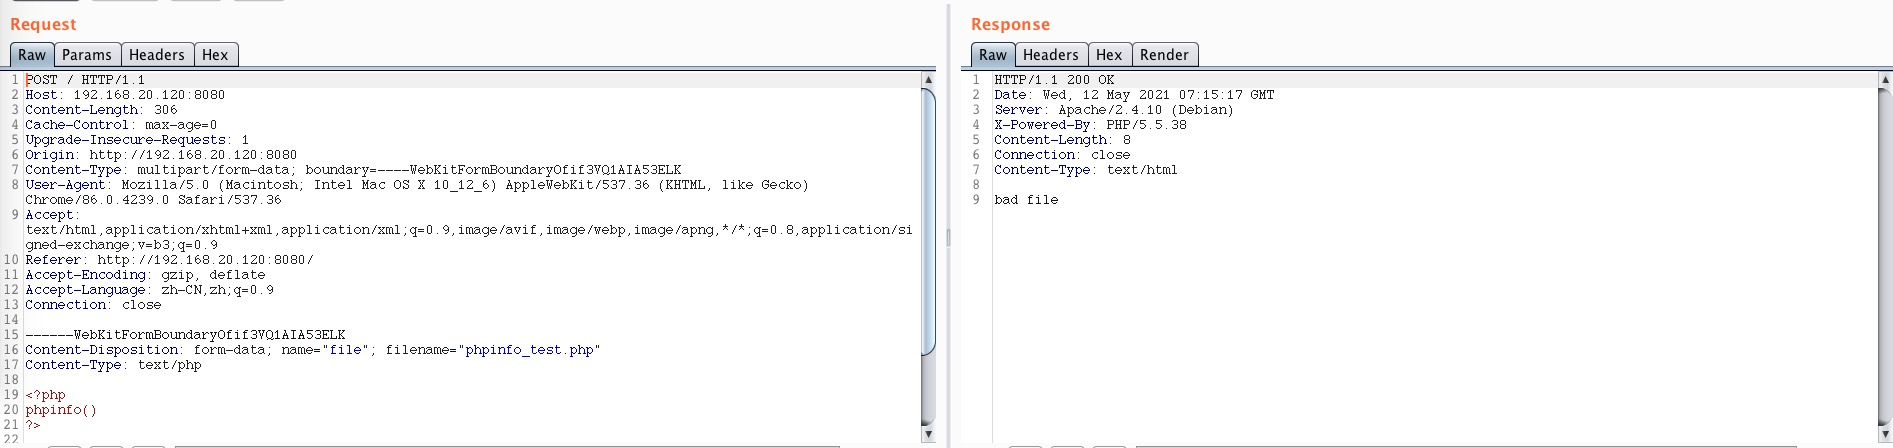 Request
Raw Params Headers Hex
1 POST / HTTP/1.1
2 Host: 192.168.20.120:8080
3 Content-Length: 306
4 Cache-Control: max-age=0
5 Upgrade-Insecure-Requests: 1
6 Origin: http://192.168.20.120:8080
7 Content-Type: multipart/form-data; boundary=----WebKitFormBoundaryOfif3VQ1AIA53ELK
8 User-Agent: Mozilla/5.0 (Macintosh; Intel Mac OS X 10_12_6) AppleWebKit/537.36 (KHTML, like Gecko)
Chrome/86.0.4239.0 Safari/537.36
9 Accept:
text/html,application/xhtml+xml,application/xml;q=0.9,image/avif,image/webp,image/apng,*/*;q=0.8,application/si
gned-exchange;v=b3;q=0.9
10 Referer: http://192.168.20.120:8080/
11 Accept-Encoding: gzip, deflate
12 Accept-Language: zh-CN,zh;q=0.9
13 Connection: close
14
15 ------WebKitFormBoundaryOfif3VQ1AIA53ELK
16 Content-Disposition: form-data; name="file"; filename="phpinfo_test.php"
17 Content-Type: text/php
18
19 <?php
20 phpinfo()
21 ?>
22
Response
Raw Headers Hex Render
1 HTTP/1.1 200 OK
2 Date: Wed, 12 May 2021 07:15:17 GMT
3 Server: Apache/2.4.10 (Debian)
4 X-Powered-By: PHP/5.5.38
5 Content-Length: 8
6 Connection: close
7 Content-Type: text/html
8
9 bad file